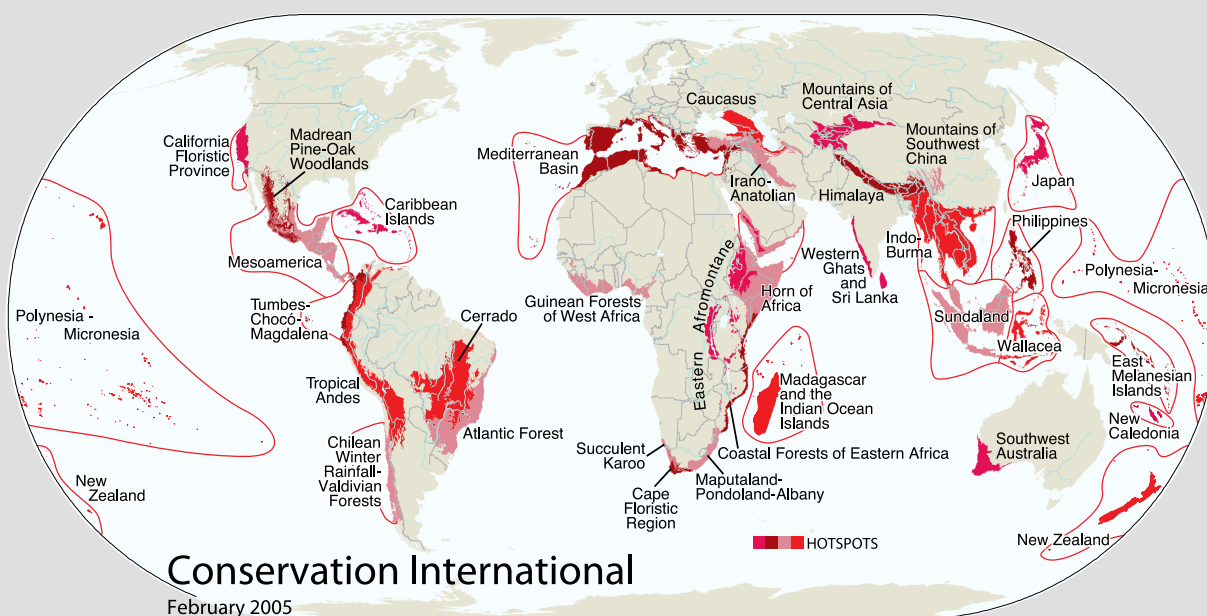 California
Floristic
Province
Madrean
Pine-Oak
Woodlands
Caribbean
Islands
Mesoamerica
Tumbes-
Chocó-
Magdalena
Polynesia -
Micronesia
Tropical
Andes
Cerrado
Atlantic Forest
Chilean
Winter
Rainfall-
Valdivian
Forests
New
Zealand
Mediterranean
Basin
Caucasus
Mountains of
Central Asia
Mountains of
Southwest
China
Irano-
Anatolian
Himalaya
Japan
Philippines
Indo-
Burma
Western
Ghats
and
Sri Lanka
Polynesia-
Micronesia
Guinean Forests
of West Africa
Eastern Afromontane
Horn of
Africa
Sundaland
Wallacea
East
Melanesian
Islands
New
Caledonia
Madagascar
and the
Indian Ocean
Islands
Southwest
Australia
Succulent
Karoo
Coastal Forests of Eastern Africa
Maputaland-
Pondoland-Albany
Cape
Floristic
Region
New Zealand
HOTSPOTS
Conservation International
February 2005